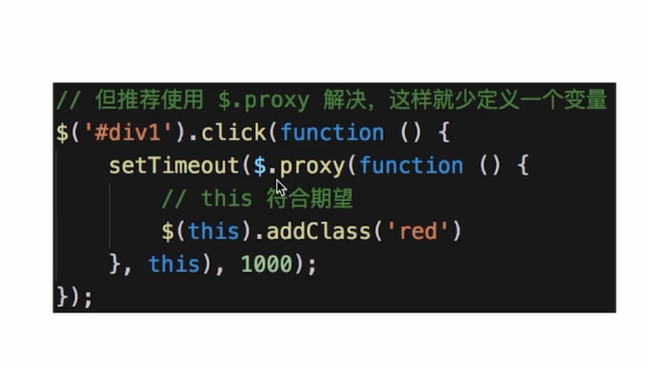 // 但推荐使用 $.proxy 解决，这样就少定义一个变量
$('#div1').click(function () {
    setTimeout($.proxy(function () {
        // this 符合期望
        $(this).addClass('red')
    }, this), 1000);
});